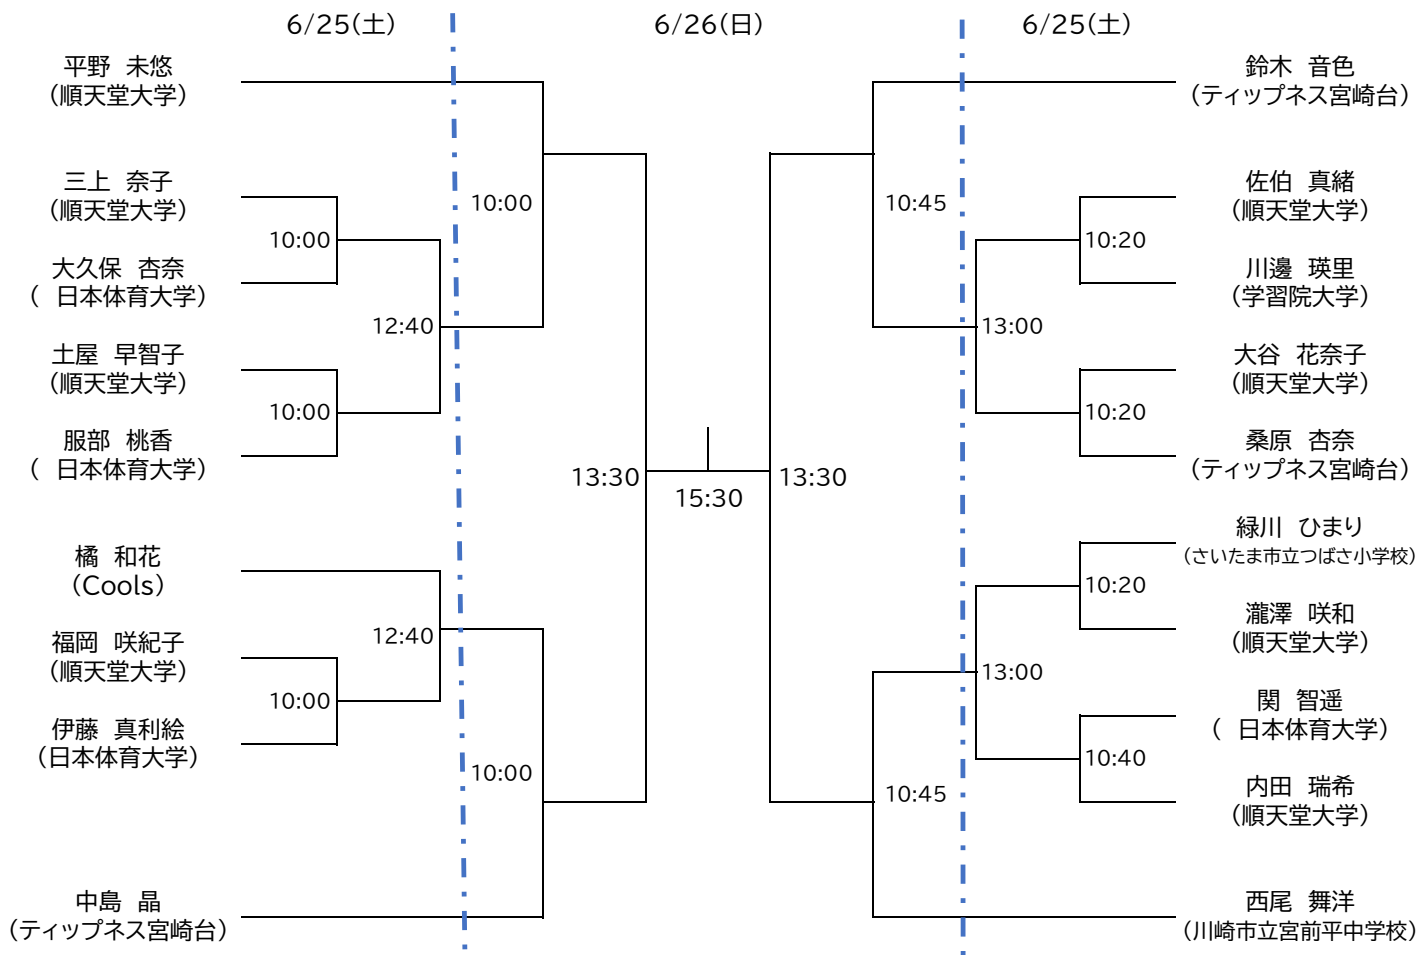 6/25(土)
6/26(日)
6/25(土)
平野 未悠
(順天堂大学)
三上 奈子
(順天堂大学)
大久保 杏奈
( 日本体育大学)
土屋 早智子
(順天堂大学)
服部 桃香
( 日本体育大学)
橘 和花
(Cools)
福岡 咲紀子
(順天堂大学)
伊藤 真利絵
(日本体育大学)
中島 晶
(ティップネス宮崎台)
10:00
10:00
10:00
12:40
12:40
10:00
10:00
13:30
15:30
13:30
10:45
10:45
13:00
13:00
10:20
10:20
10:20
10:40
鈴木 音色
(ティップネス宮崎台)
佐伯 真緒
(順天堂大学)
川邊 瑛里
(学習院大学)
大谷 花奈子
(順天堂大学)
桑原 杏奈
(ティップネス宮崎台)
緑川 ひまり
(さいたま市立つばさ小学校)
瀧澤 咲和
(順天堂大学)
関 智遥
( 日本体育大学)
内田 瑞希
(順天堂大学)
西尾 舞洋
(川崎市立宮前平中学校)